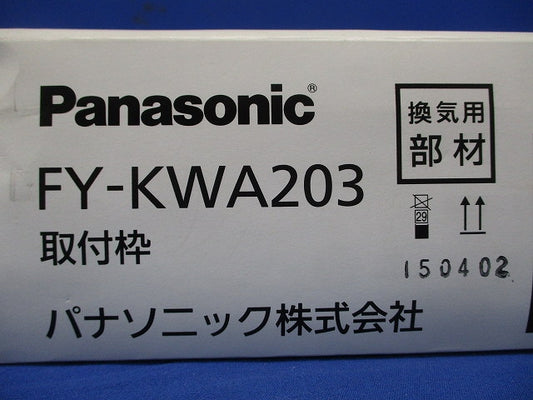 Panasonic®
換気用
部材
FY-KWA203
29
取付枠
150402
パナソニック株式会社